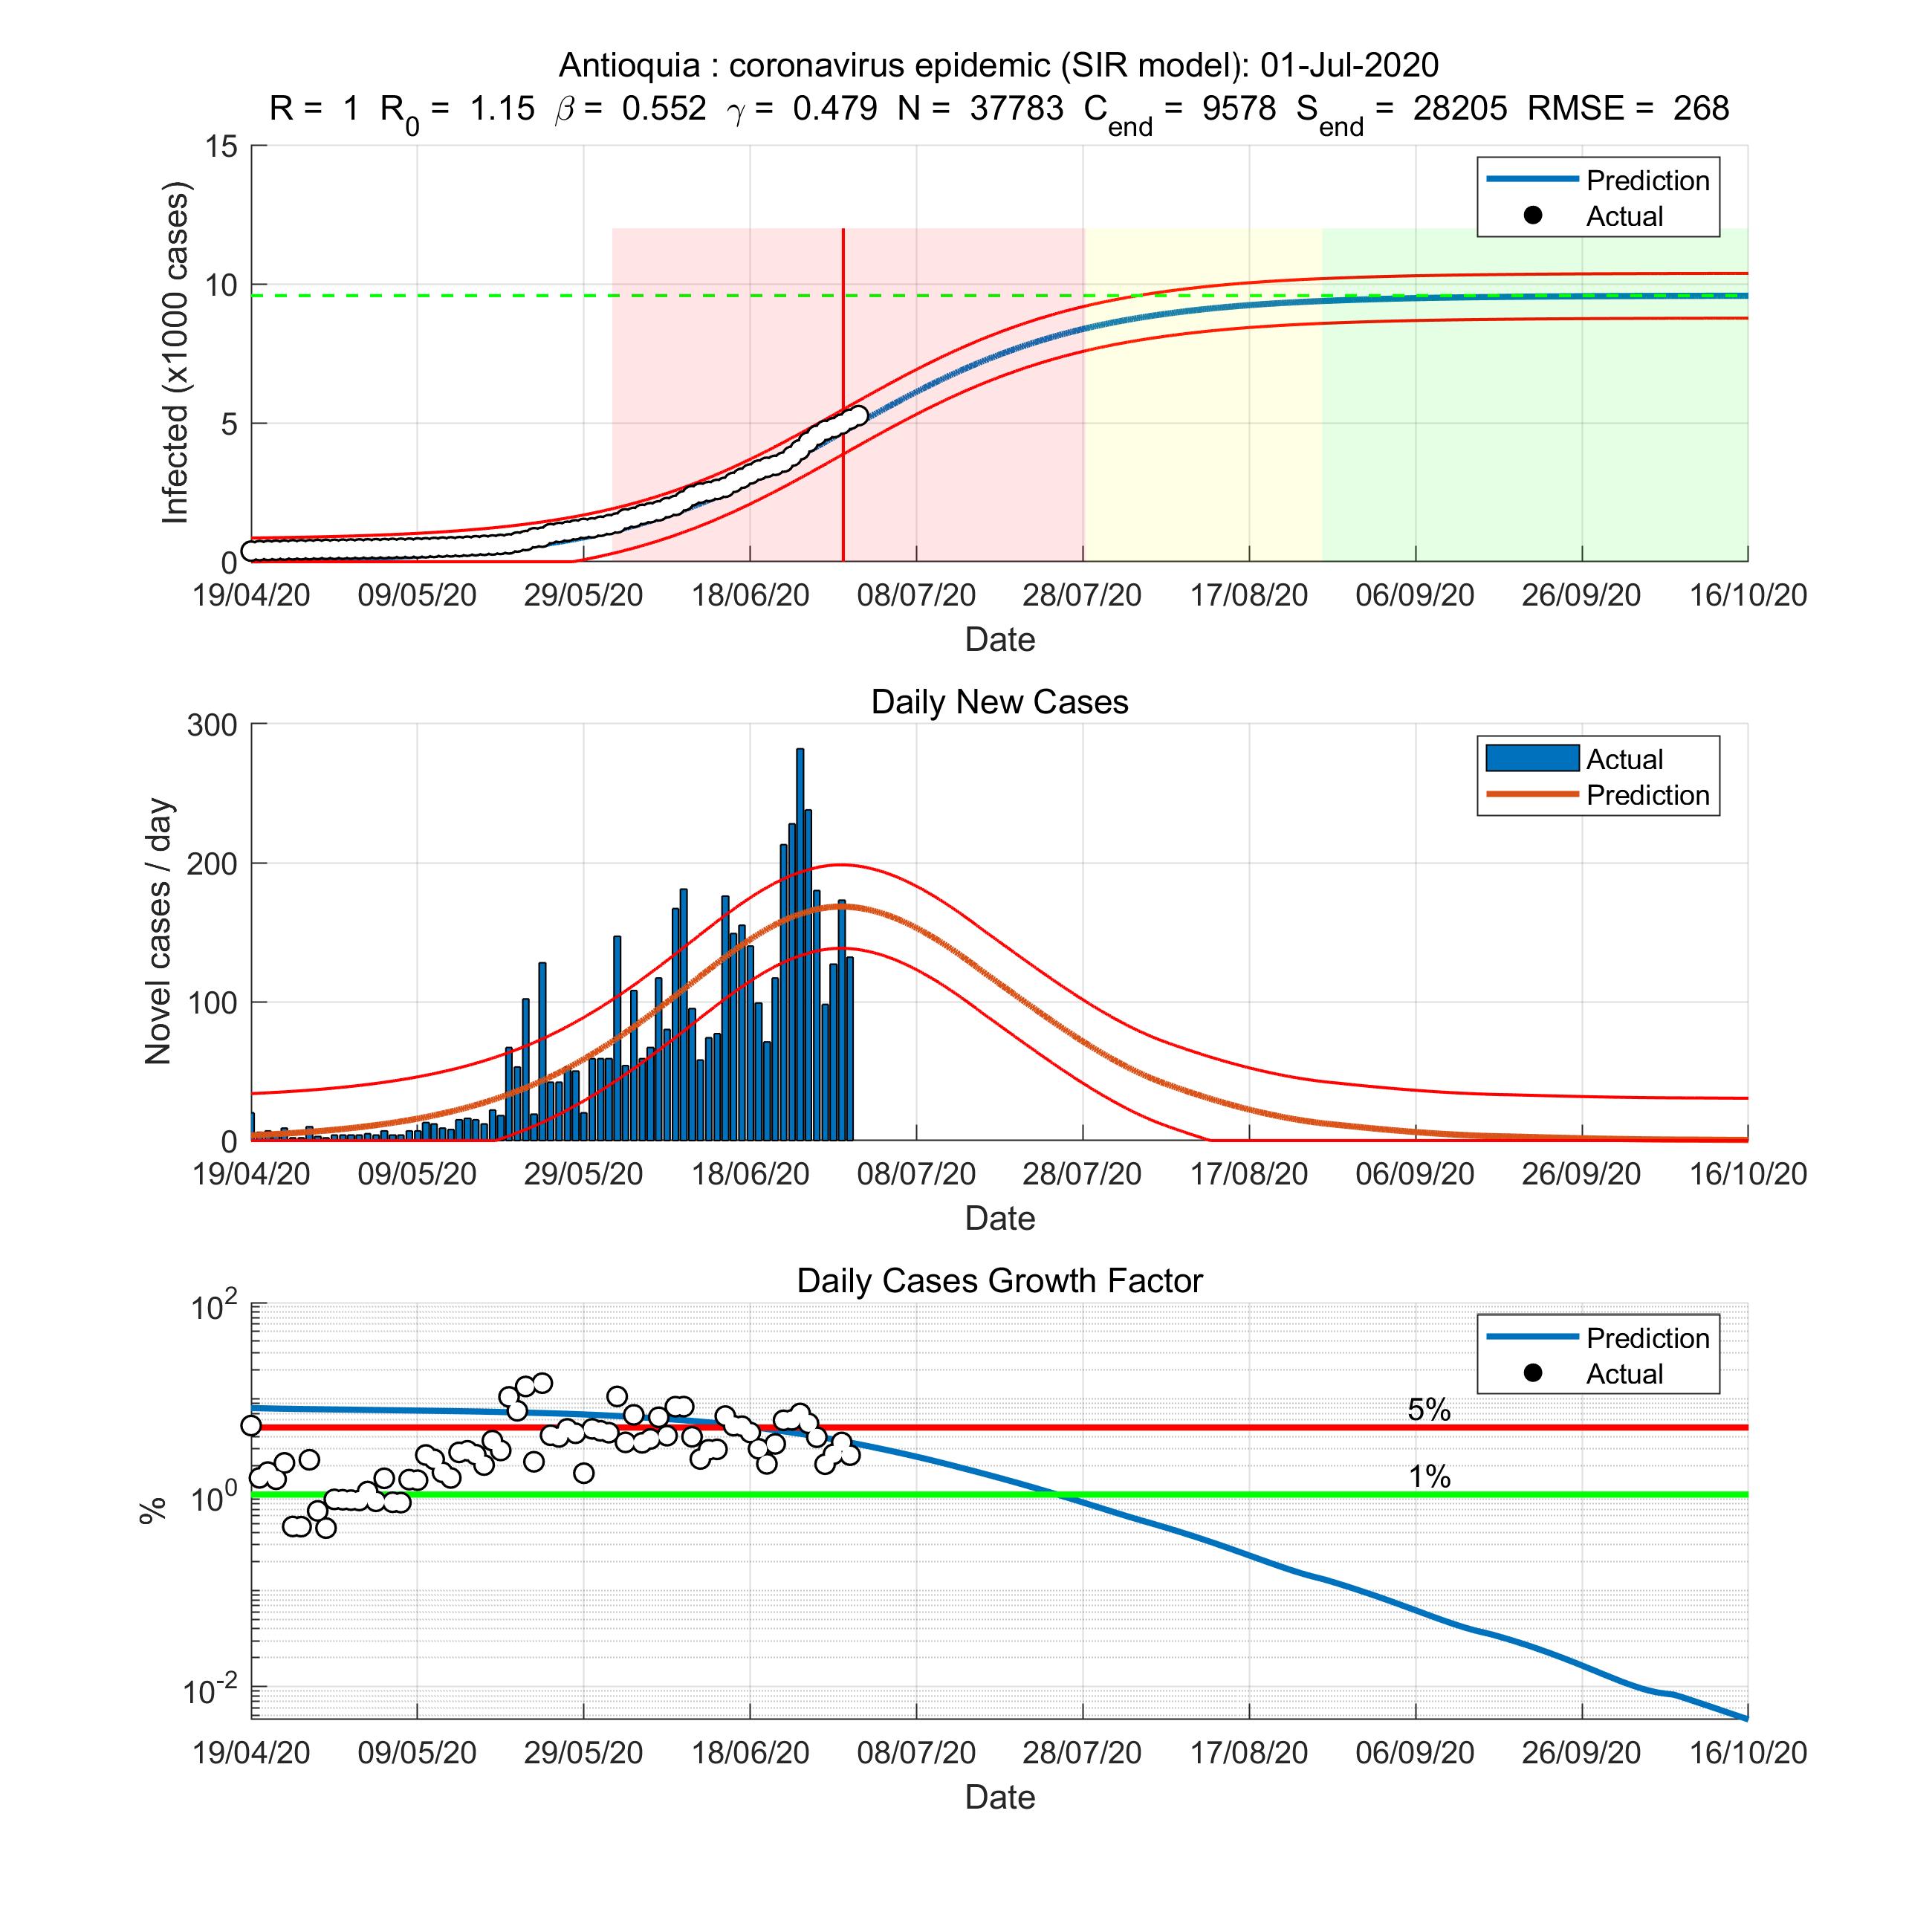 Antioquia : coronavirus epidemic (SIR model): 01-Jul-2020
R = 1 R0 = 1.15 β = 0.552 γ = 0.479 N = 37783 Cend = 9578 Send = 28205 RMSE = 268
15
10
5
0
Infected (x1000 cases)
Prediction
Actual
19/04/20 09/05/20 29/05/20 18/06/20 08/07/20 28/07/20 17/08/20 06/09/20 26/09/20 16/10/20
Date
Daily New Cases
300
200
100
0
Novel cases / day
Actual
Prediction
19/04/20 09/05/20 29/05/20 18/06/20 08/07/20 28/07/20 17/08/20 06/09/20 26/09/20 16/10/20
Date
Daily Cases Growth Factor
10^2
10^0
10^-2
%
Prediction
Actual
5%
1%
19/04/20 09/05/20 29/05/20 18/06/20 08/07/20 28/07/20 17/08/20 06/09/20 26/09/20 16/10/20
Date